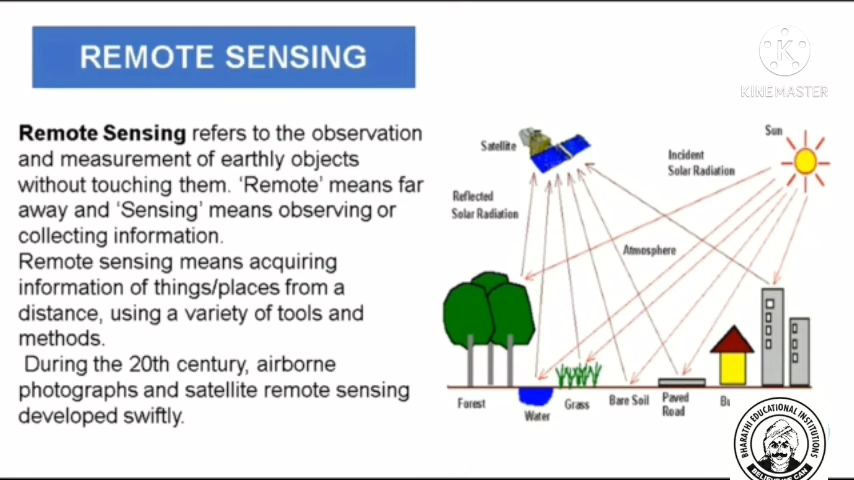 REMOTE SENSING
KINEMASTER
Remote Sensing refers to the observation
and measurement of earthly objects
without touching them. ‘Remote’ means far
away and ‘Sensing’ means observing or
collecting information.
Remote sensing means acquiring
information of things/places from a
distance, using a variety of tools and
methods.
During the 20th century, airborne
photographs and satellite remote sensing
developed swiftly.
Satellite
Sun
Incident
Solar Radiation
Reflected
Solar Radiation
Atmosphere
Forest
Water
Grass
Bare Soil
Paved
Road
BHARATHI EDUCATIONAL INSTITUTIONS